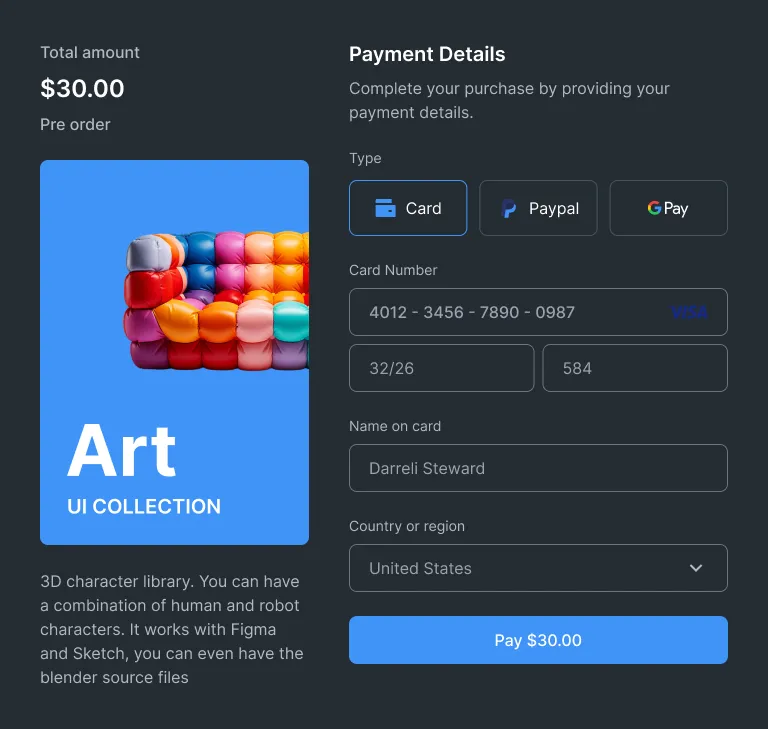 Total amount
$30.00
Pre order
Art
UI COLLECTION
3D character library. You can have
a combination of human and robot
characters. It works with Figma
and Sketch, you can even have the
blender source files
Payment Details
Complete your purchase by providing your
payment details.
Type
Card
Paypal
G Pay
Card Number
4012 - 3456 - 7890 - 0987 VISA
32/26
584
Name on card
Darreli Steward
Country or region
United States
Pay $30.00